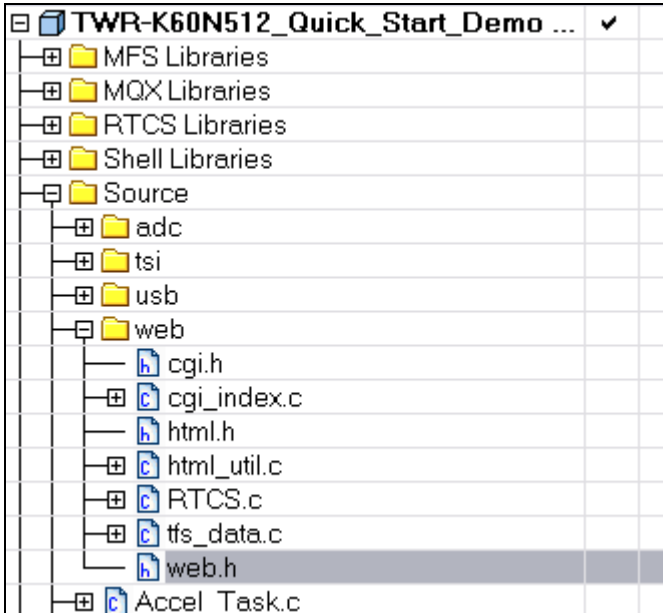 TWR-K60N512_Quick_Start_Demo ...
MFS Libraries
MQX Libraries
RTCS Libraries
Shell Libraries
Source
adc
tsi
usb
web
cgi.h
cgi_index.c
html.h
html_util.c
RTCS.c
tfs_data.c
web.h
Accel_Task.c